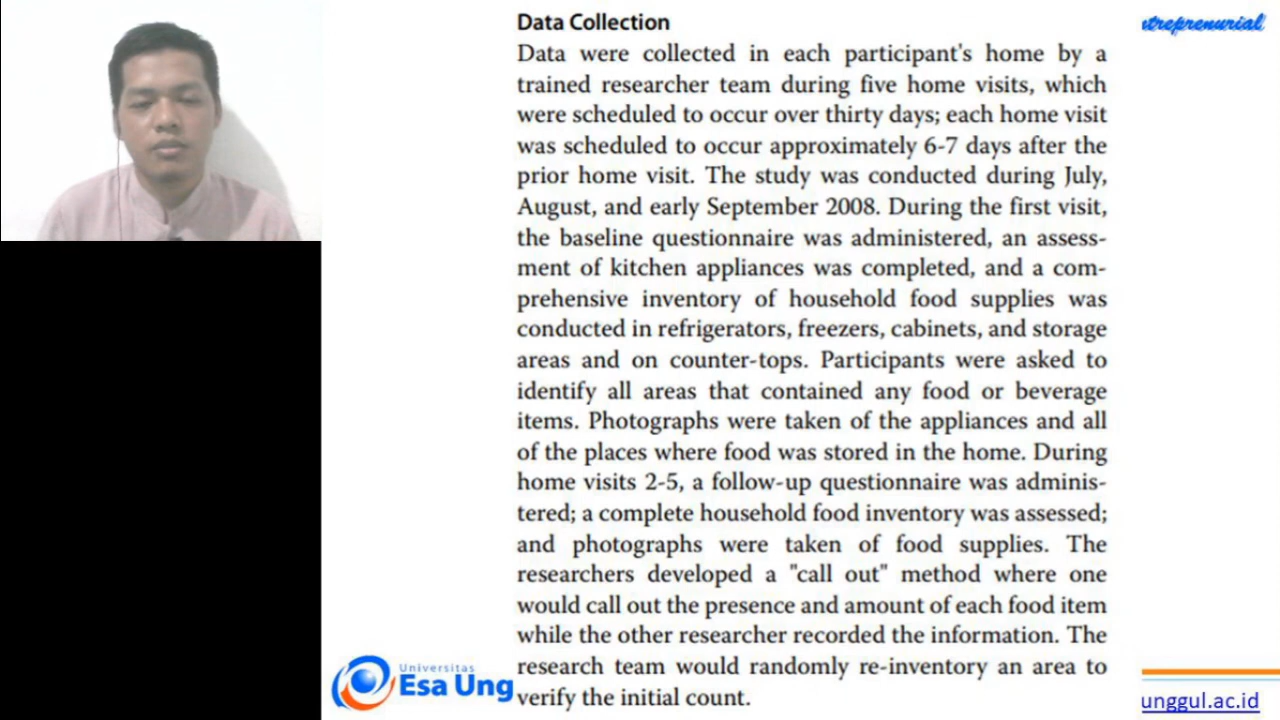 Data Collection
Data were collected in each participant's home by a
trained researcher team during five home visits, which
were scheduled to occur over thirty days; each home visit
was scheduled to occur approximately 6-7 days after the
prior home visit. The study was conducted during July,
August, and early September 2008. During the first visit,
the baseline questionnaire was administered, an assess-
ment of kitchen appliances was completed, and a com-
prehensive inventory of household food supplies was
conducted in refrigerators, freezers, cabinets, and storage
areas and on counter-tops. Participants were asked to
identify all areas that contained any food or beverage
items. Photographs were taken of the appliances and all
of the places where food was stored in the home. During
home visits 2-5, a follow-up questionnaire was adminis-
tered; a complete household food inventory was assessed;
and photographs were taken of food supplies. The
researchers developed a "call out" method where one
would call out the presence and amount of each food item
while the other researcher recorded the information. The
research team would randomly re-inventory an area to
verify the initial count.
ntreprenurial
Universitas
Esa Ung
unggul.ac.id